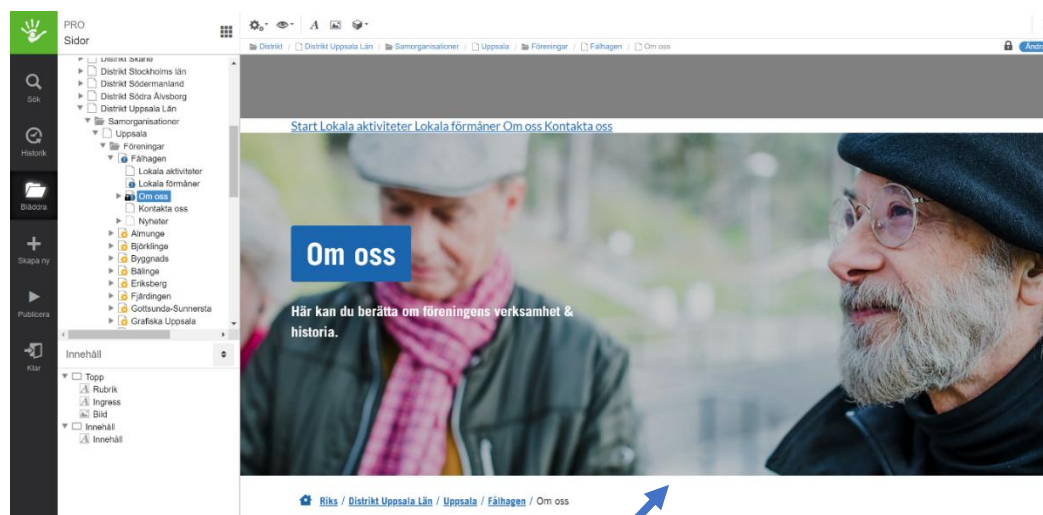 PRO
Sidor
Distrikt / Distrikt Uppsala Län / Samorganisationer / Uppsala / Föreningar / Fålhagen / Om oss
Ändra
Sök
Historik
Bläddra
Skapa ny
Publicera
Klar
Distrikt Skåne
Distrikt Stockholms län
Distrikt Södermanland
Distrikt Södra Älvsborg
Distrikt Uppsala Län
Samorganisationer
Uppsala
Föreningar
Fålhagen
Lokala aktiviteter
Lokala förmåner
Om oss
Kontakta oss
Nyheter
Almunge
Björklinge
Byggnads
Bälinge
Eriksberg
Fjärdingen
Gottsunda-Sunnersta
Grafiska Uppsala
Innehåll
Topp
Rubrik
Ingress
Bild
Innehåll
Innehåll
Start Lokala aktiviteter Lokala förmåner Om oss Kontakta oss
Om oss
Här kan du berätta om föreningens verksamhet &
historia.
Riks / Distrikt Uppsala Län / Uppsala / Fålhagen / Om oss